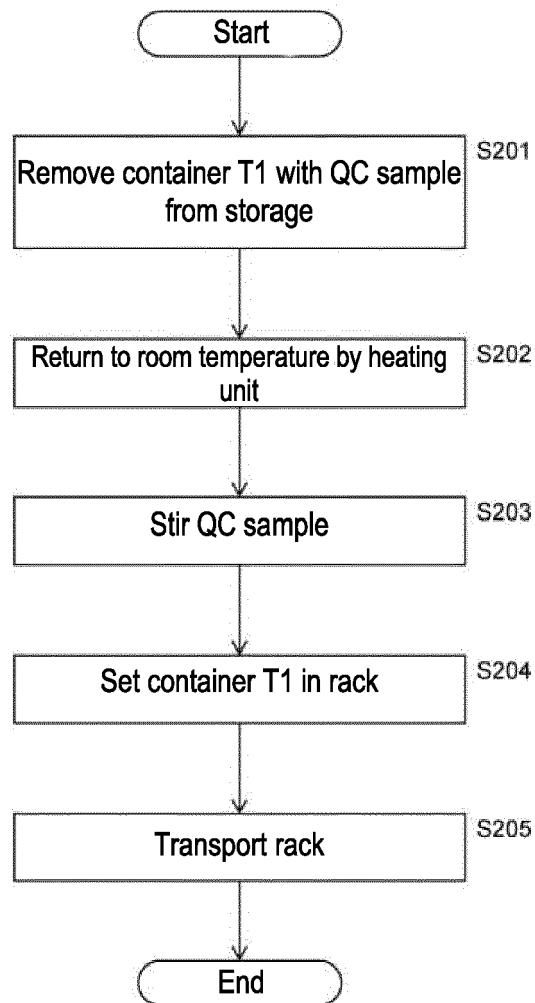 Start
S201
Remove container T1 with QC sample
from storage
S202
Return to room temperature by heating
unit
S203
Stir QC sample
S204
Set container T1 in rack
S205
Transport rack
End